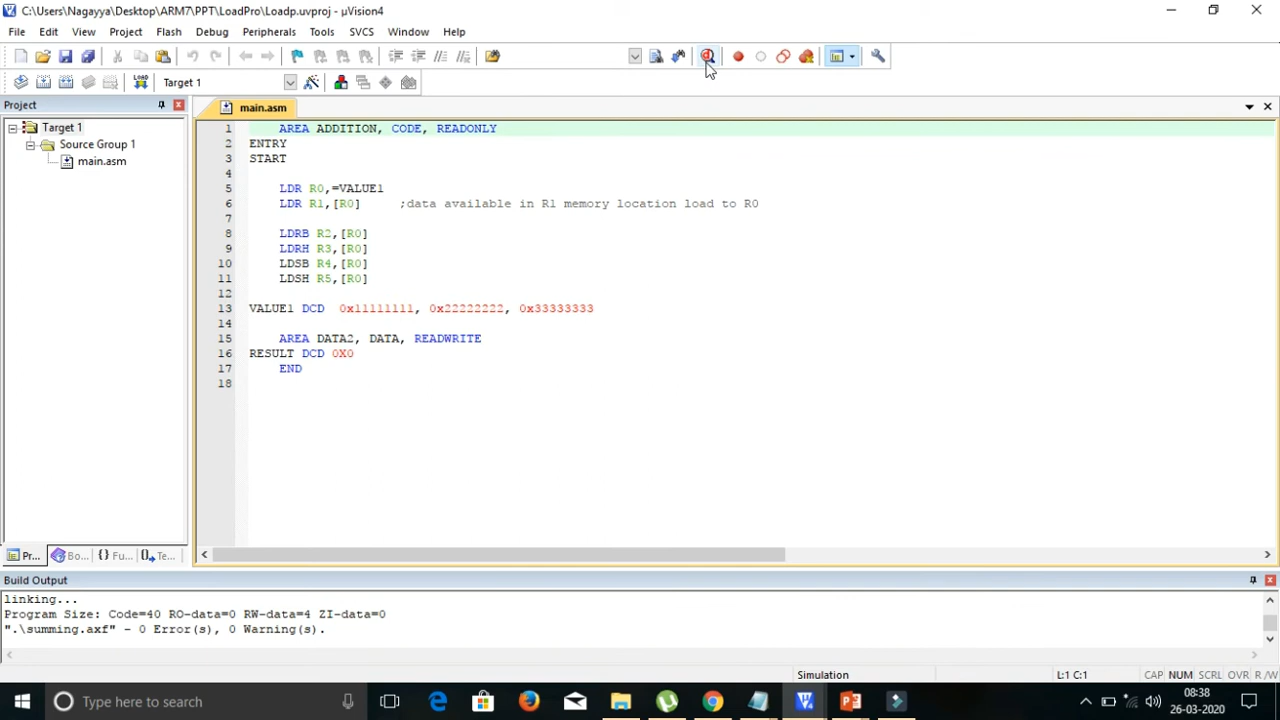 C:\Users\Nagayya\Desktop\ARM7\PPT\LoadPro\Loadp.uvproj - µVision4
File Edit View Project Flash Debug Peripherals Tools SVCS Window Help
LOAD Target 1
Project
main.asm
Target 1
Source Group 1
main.asm
1 AREA ADDITION, CODE, READONLY
2 ENTRY
3 START
4
5 LDR R0,=VALUE1
6 LDR R1,[R0] ;data available in R1 memory location load to R0
7
8 LDRB R2,[R0]
9 LDRH R3,[R0]
10 LDSB R4,[R0]
11 LDSH R5,[R0]
12
13 VALUE1 DCD 0x11111111, 0x22222222, 0x33333333
14
15 AREA DATA2, DATA, READWRITE
16 RESULT DCD 0X0
17 END
18
Pr... Bo... {} Fu... Te...
Build Output
linking...
Program Size: Code=40 RO-data=0 RW-data=4 ZI-data=0
".\summing.axf" - 0 Error(s), 0 Warning(s).
Simulation L:1 C:1 CAP NUM SCRL OVR R/W
Type here to search
08:38
26-03-2020